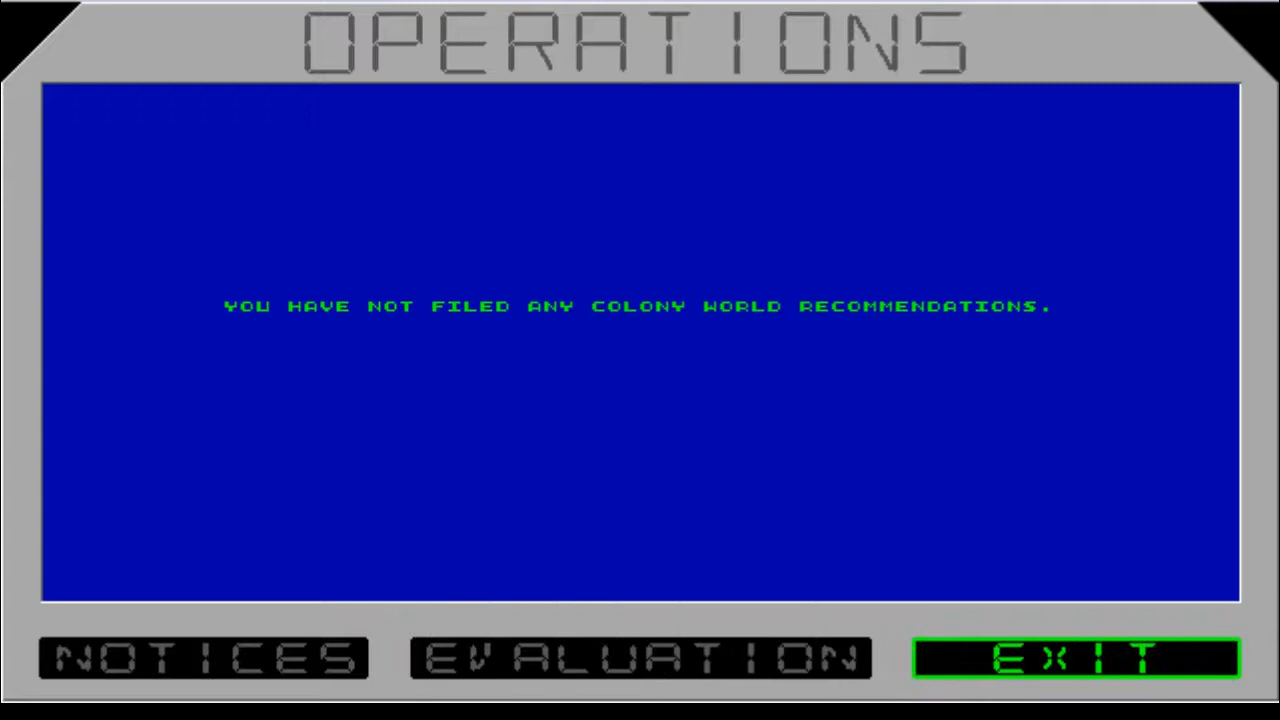 OPERATIONS
YOU HAVE NOT FILED ANY COLONY WORLD RECOMMENDATIONS.
NOTICES
EVALUATION
EXIT